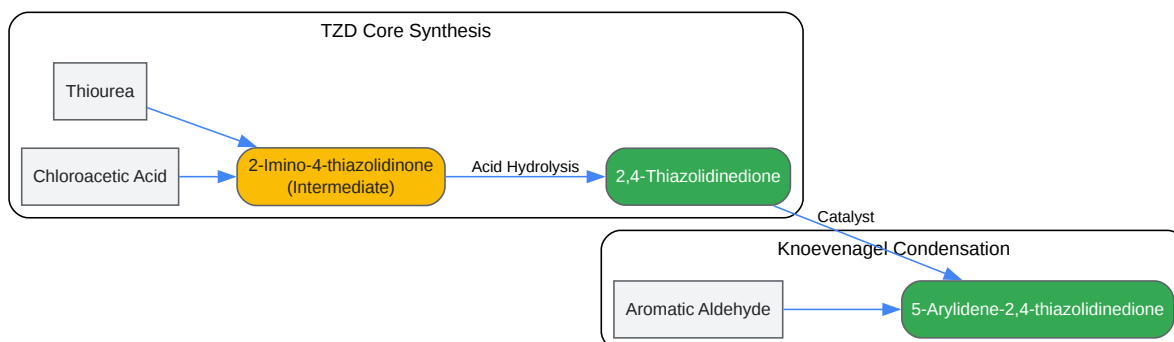 TZD Core Synthesis
Thiourea
Chloroacetic Acid
2-Imino-4-thiazolidinone
(Intermediate)
Acid Hydrolysis
2,4-Thiazolidinedione
Catalyst
Knoevenagel Condensation
Aromatic Aldehyde
5-Arylidene-2,4-thiazolidinedione